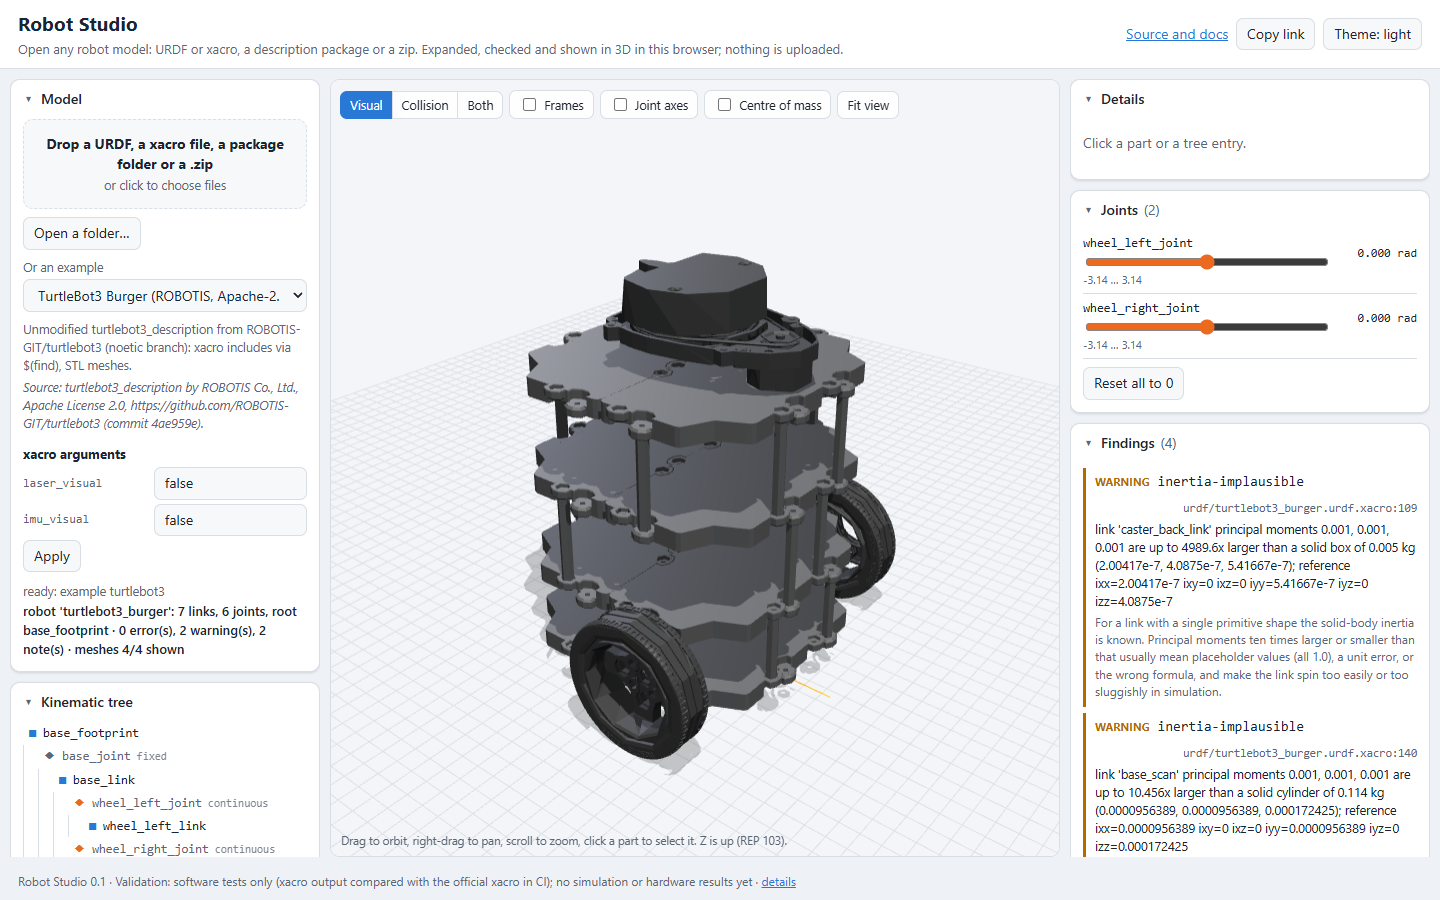 Robot Studio
Open any robot model: URDF or xacro, a description package or a zip. Expanded, checked and shown in 3D in this browser; nothing is uploaded.
Source and docs
Copy link
Theme: light
Model
Drop a URDF, a xacro file, a package
folder or a .zip
or click to choose files
Open a folder...
Or an example
TurtleBot3 Burger (ROBOTIS, Apache-2.
Unmodified turtlebot3_description from ROBOTIS-
GIT/turtlebot3 (noetic branch): xacro includes via
$(find), STL meshes.
Source: turtlebot3_description by ROBOTIS Co., Ltd.,
Apache License 2.0, https://github.com/ROBOTIS-
GIT/turtlebot3 (commit 4ae959e).
xacro arguments
laser_visual
false
imu_visual
false
Apply
ready: example turtlebot3
robot 'turtlebot3_burger': 7 links, 6 joints, root
base_footprint · 0 error(s), 2 warning(s), 2
note(s) · meshes 4/4 shown
Kinematic tree
base_footprint
base_joint fixed
base_link
wheel_left_joint continuous
wheel_left_link
wheel_right_joint continuous
Visual
Collision
Both
Frames
Joint axes
Centre of mass
Fit view
Drag to orbit, right-drag to pan, scroll to zoom, click a part to select it. Z is up (REP 103).
Details
Click a part or a tree entry.
Joints (2)
wheel_left_joint
0.000 rad
-3.14 ... 3.14
wheel_right_joint
0.000 rad
-3.14 ... 3.14
Reset all to 0
Findings (4)
WARNING inertia-implausible
urdf/turtlebot3_burger.urdf.xacro:109
link 'caster_back_link' principal moments 0.001, 0.001,
0.001 are up to 4989.6x larger than a solid box of 0.005 kg
(2.00417e-7, 4.0875e-7, 5.41667e-7); reference
ixx=2.00417e-7 ixy=0 ixz=0 iyy=5.41667e-7 iyz=0
izz=4.0875e-7
For a link with a single primitive shape the solid-body inertia
is known. Principal moments ten times larger or smaller than
that usually mean placeholder values (all 1.0), a unit error, or
the wrong formula, and make the link spin too easily or too
sluggishly in simulation.
WARNING inertia-implausible
urdf/turtlebot3_burger.urdf.xacro:140
link 'base_scan' principal moments 0.001, 0.001, 0.001 are
up to 10.456x larger than a solid cylinder of 0.114 kg
(0.0000956389, 0.0000956389, 0.000172425); reference
ixx=0.0000956389 ixy=0 ixz=0 iyy=0.0000956389 iyz=0
izz=0.000172425
Robot Studio 0.1 · Validation: software tests only (xacro output compared with the official xacro in CI); no simulation or hardware results yet · details